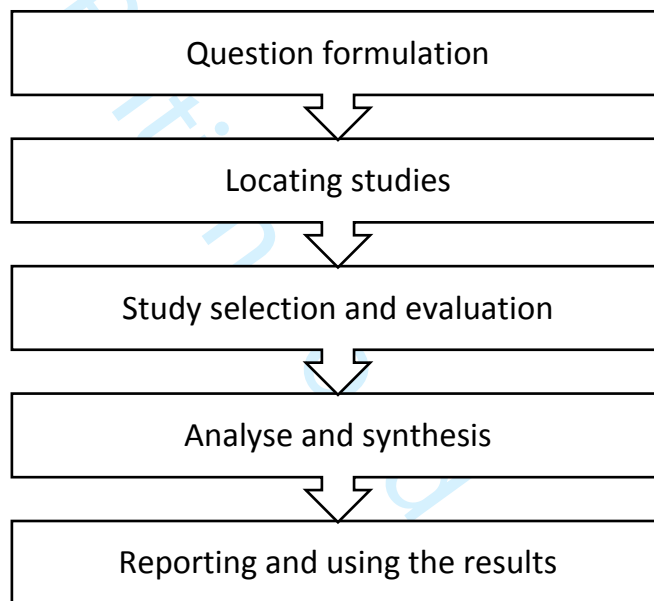 Question formulation
Locating studies
Study selection and evaluation
Analyse and synthesis
Reporting and using the results